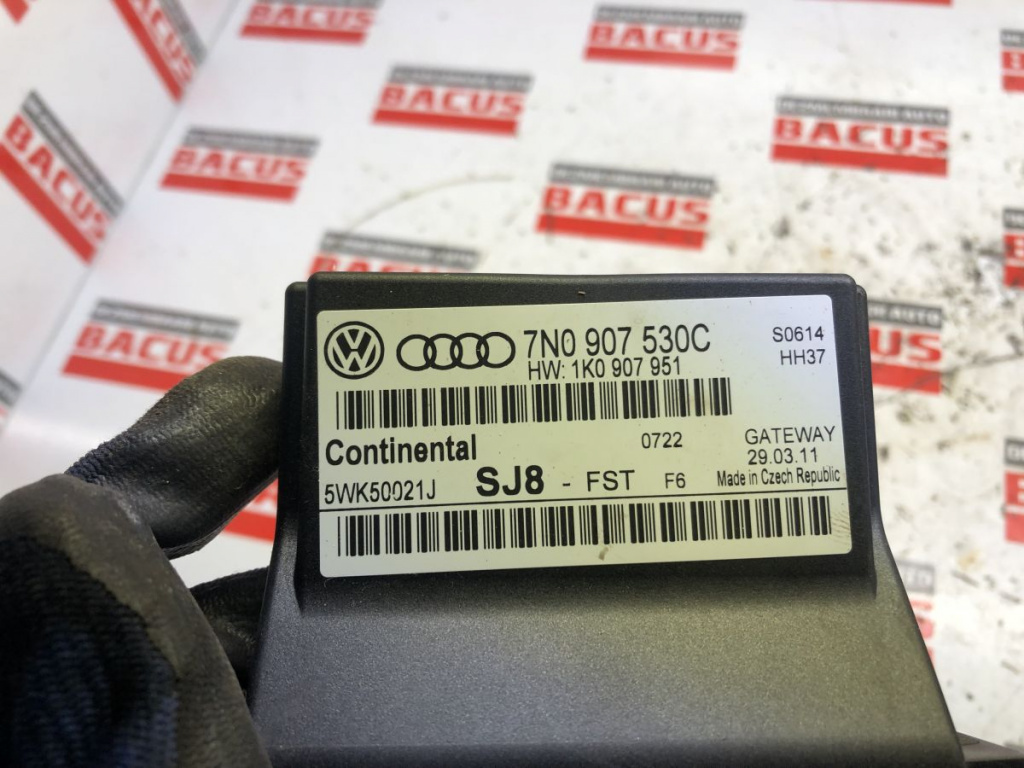 BACUS
BACUS
BACUS
BACUS
BACUS
BACUS
BACUS
BACUS
BACUS
BACUS
7N0 907 530C
HW: 1K0 907 951
S0614
HH37
Continental
0722
GATEWAY
29.03.11
5WK50021J
SJ8 - FST F6
Made in Czech Republic